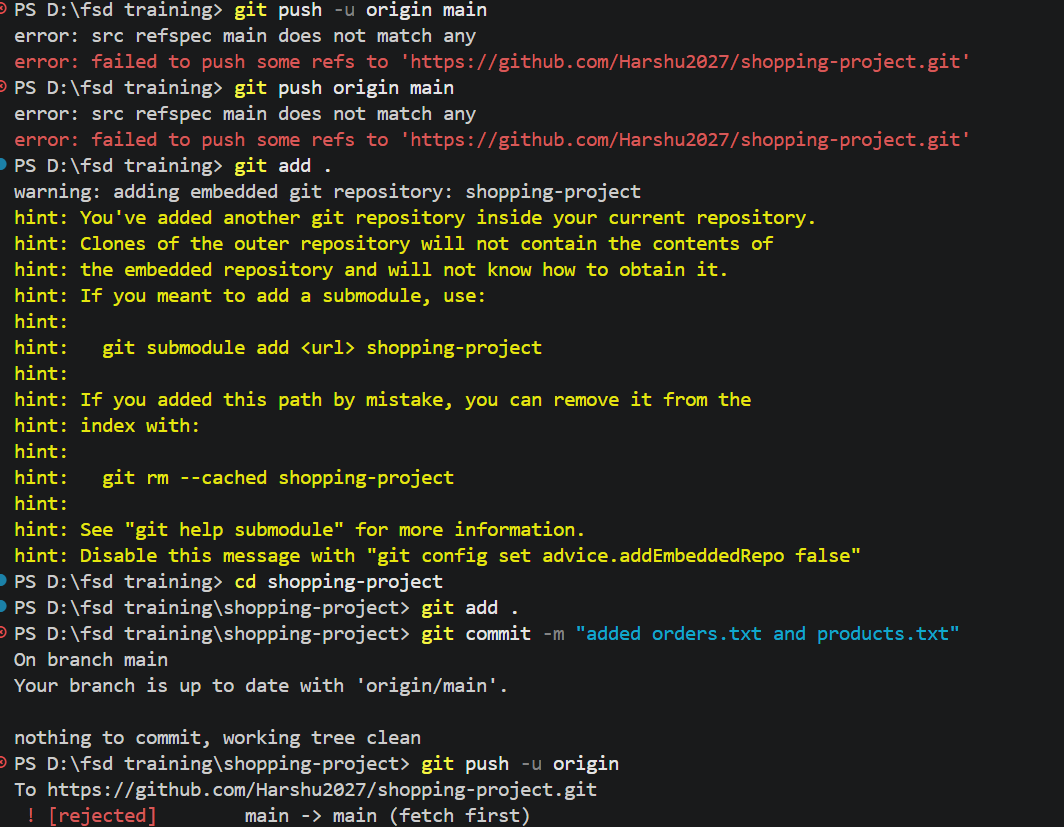 PS D:\fsd training> git push -u origin main
error: src refspec main does not match any
error: failed to push some refs to 'https://github.com/Harshu2027/shopping-project.git'
PS D:\fsd training> git push origin main
error: src refspec main does not match any
error: failed to push some refs to 'https://github.com/Harshu2027/shopping-project.git'
PS D:\fsd training> git add .
warning: adding embedded git repository: shopping-project
hint: You've added another git repository inside your current repository.
hint: Clones of the outer repository will not contain the contents of
hint: the embedded repository and will not know how to obtain it.
hint: If you meant to add a submodule, use:
hint:
hint:   git submodule add <url> shopping-project
hint:
hint: If you added this path by mistake, you can remove it from the
hint: index with:
hint:
hint:   git rm --cached shopping-project
hint:
hint: See "git help submodule" for more information.
hint: Disable this message with "git config set advice.addEmbeddedRepo false"
PS D:\fsd training> cd shopping-project
PS D:\fsd training\shopping-project> git add .
PS D:\fsd training\shopping-project> git commit -m "added orders.txt and products.txt"
On branch main
Your branch is up to date with 'origin/main'.

nothing to commit, working tree clean
PS D:\fsd training\shopping-project> git push -u origin
To https://github.com/Harshu2027/shopping-project.git
 ! [rejected]        main -> main (fetch first)